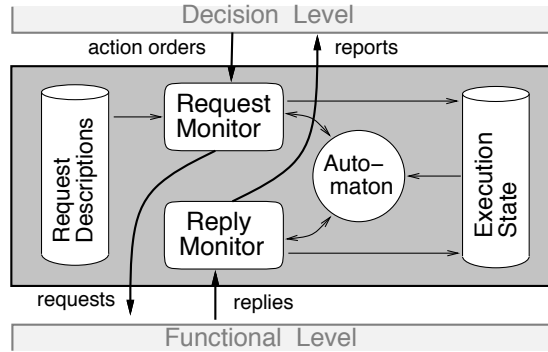 Decision Level
action orders
reports
Request
Monitor
Request
Descriptions
Auto–
maton
Execution
State
Reply
Monitor
requests
replies
Functional Level